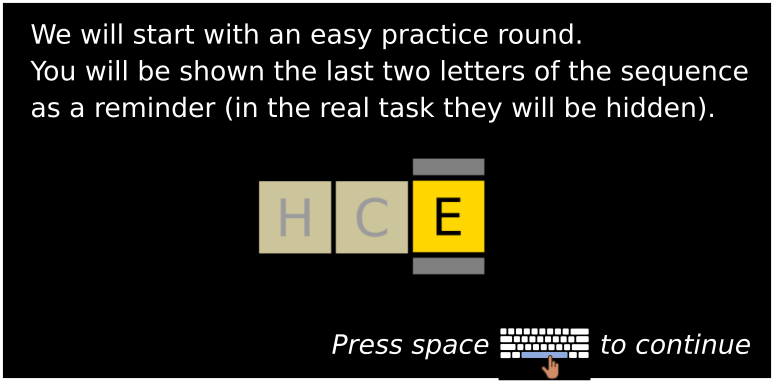 We will start with an easy practice round.
You will be shown the last two letters of the sequence
as a reminder (in the real task they will be hidden).
H C E
Press space to continue